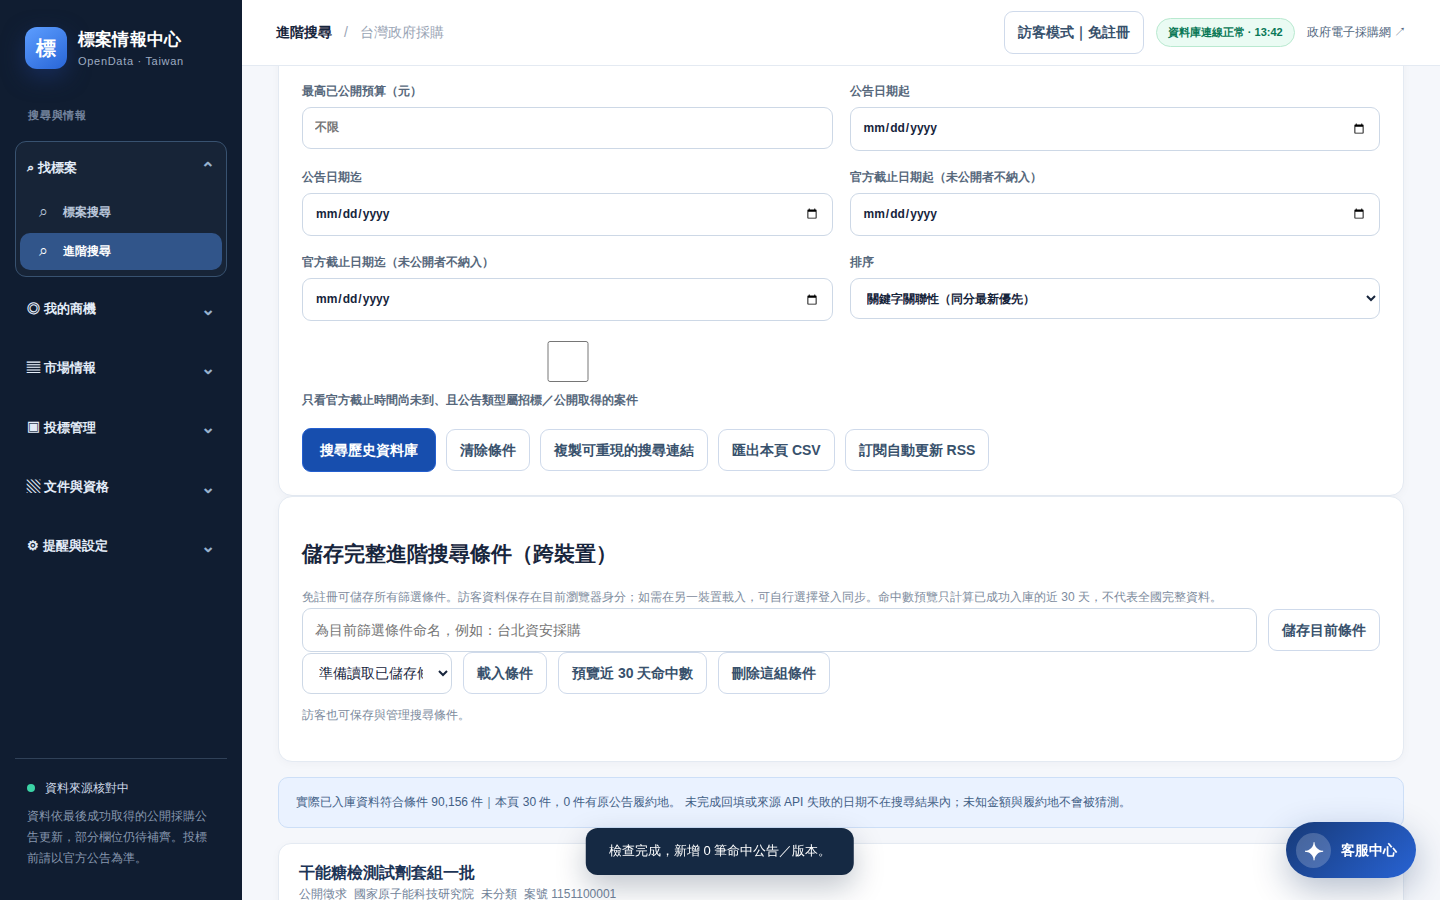 標
標案情報中心
OpenData · Taiwan
搜尋與情報
找標案
標案搜尋
進階搜尋
我的商機
市場情報
投標管理
文件與資格
提醒與設定
資料來源核對中
資料依最後成功取得的公開採購公
告更新，部分欄位仍待補齊。投標
前請以官方公告為準。
進階搜尋 / 台灣政府採購
訪客模式｜免註冊
資料庫連線正常 · 13:42
政府電子採購網 ↗
最高已公開預算（元）
公告日期起
不限
mm/dd/yyyy
公告日期迄
官方截止日期起（未公開者不納入）
mm/dd/yyyy
mm/dd/yyyy
官方截止日期迄（未公開者不納入）
排序
mm/dd/yyyy
關鍵字關聯性（同分最新優先）
只看官方截止時間尚未到、且公告類型屬招標／公開取得的案件
搜尋歷史資料庫
清除條件
複製可重現的搜尋連結
匯出本頁 CSV
訂閱自動更新 RSS
儲存完整進階搜尋條件（跨裝置）
免註冊可儲存所有篩選條件。訪客資料保存在目前瀏覽器身分；如需在另一裝置載入，可自行選擇登入同步。命中數預覽只計算已成功入庫的近 30 天，不代表全國完整資料。
為目前篩選條件命名，例如：台北資安採購
儲存目前條件
準備讀取已儲存
載入條件
預覽近 30 天命中數
刪除這組條件
訪客也可保存與管理搜尋條件。
實際已入庫資料符合條件 90,156 件｜本頁 30 件，0 件有原公告履約地。 未完成回填或來源 API 失敗的日期不在搜尋結果內；未知金額與履約地不會被猜測。
檢查完成，新增 0 筆命中公告／版本。
客服中心
干能糖檢測試劑套組一批
公開徵求 國家原子能科技研究院 未分類 案號 1151100001